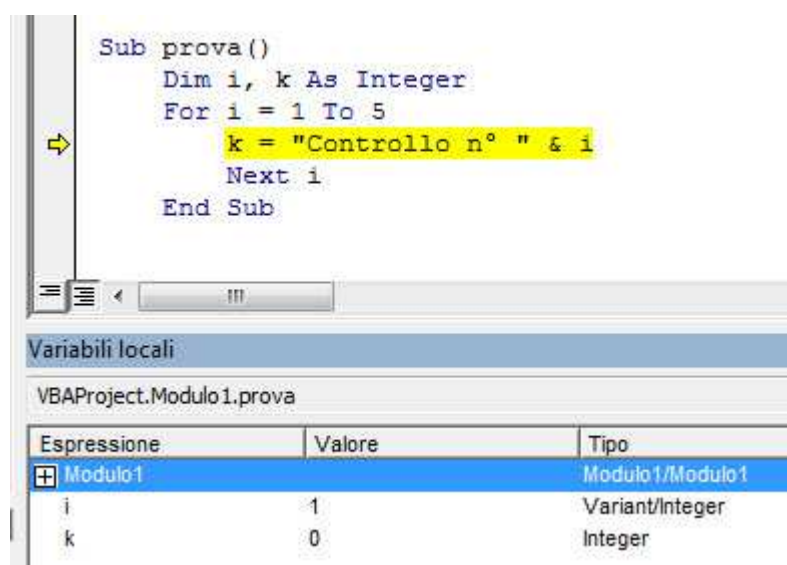 Sub prova()
Dim i, k As Integer
For i = 1 To 5
k = "Controllo n° " & i
Next i
End Sub
Variabili locali
VBAProject.Modulo1.prova
Espressione Valore Tipo
Modulo1 Modulo1/Modulo1
i 1 Variant/Integer
k 0 Integer